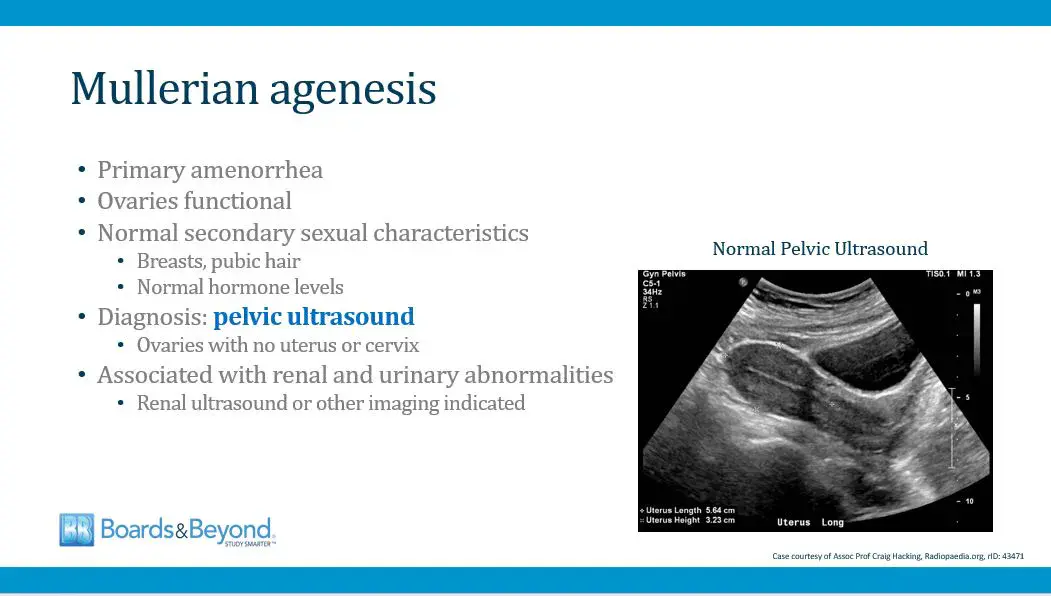 Mullerian agenesis
• Primary amenorrhea
• Ovaries functional
• Normal secondary sexual characteristics
• Breasts, pubic hair
• Normal hormone levels
• Diagnosis: pelvic ultrasound
• Ovaries with no uterus or cervix
• Associated with renal and urinary abnormalities
• Renal ultrasound or other imaging indicated
Normal Pelvic Ultrasound
Gyn Pelvis
C5-1
34Hz
RS
Z 1.1
TIS0.1 MI 1.3
M3
0
5
10
Uterus Length 5.64 cm
Uterus Height 3.23 cm
Uterus Long
BB Boards&Beyond
STUDY SMARTER™
Case courtesy of Assoc Prof Craig Hacking, Radiopaedia.org, rID: 43471